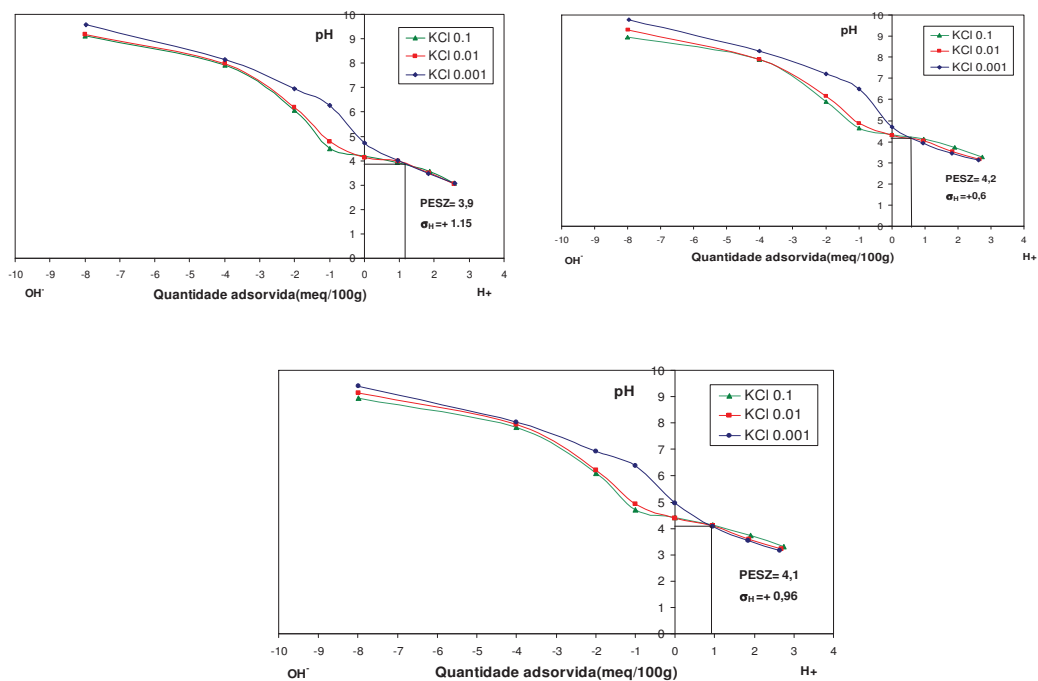 pH
KCl 0.1
KCl 0.01
KCl 0.001
10
9
8
7
6
5
4
3
2
1
0
PESZ= 3,9
σH =+ 1.15
-10 -9 -8 -7 -6 -5 -4 -3 -2 -1 0 1 2 3 4
OH- Quantidade adsorvida(meq/100g) H+
pH
KCl 0.1
KCl 0.01
KCl 0.001
10
9
8
7
6
5
4
3
2
1
0
PESZ= 4,2
σH =+0,6
-10 -9 -8 -7 -6 -5 -4 -3 -2 -1 0 1 2 3 4
OH- Quantidade adsorvida(meq/100g) H+
pH
KCl 0.1
KCl 0.01
KCl 0.001
10
9
8
7
6
5
4
3
2
1
0
PESZ= 4,1
σH =+ 0,96
-10 -9 -8 -7 -6 -5 -4 -3 -2 -1 0 1 2 3 4
OH- Quantidade adsorvida(meq/100g) H+